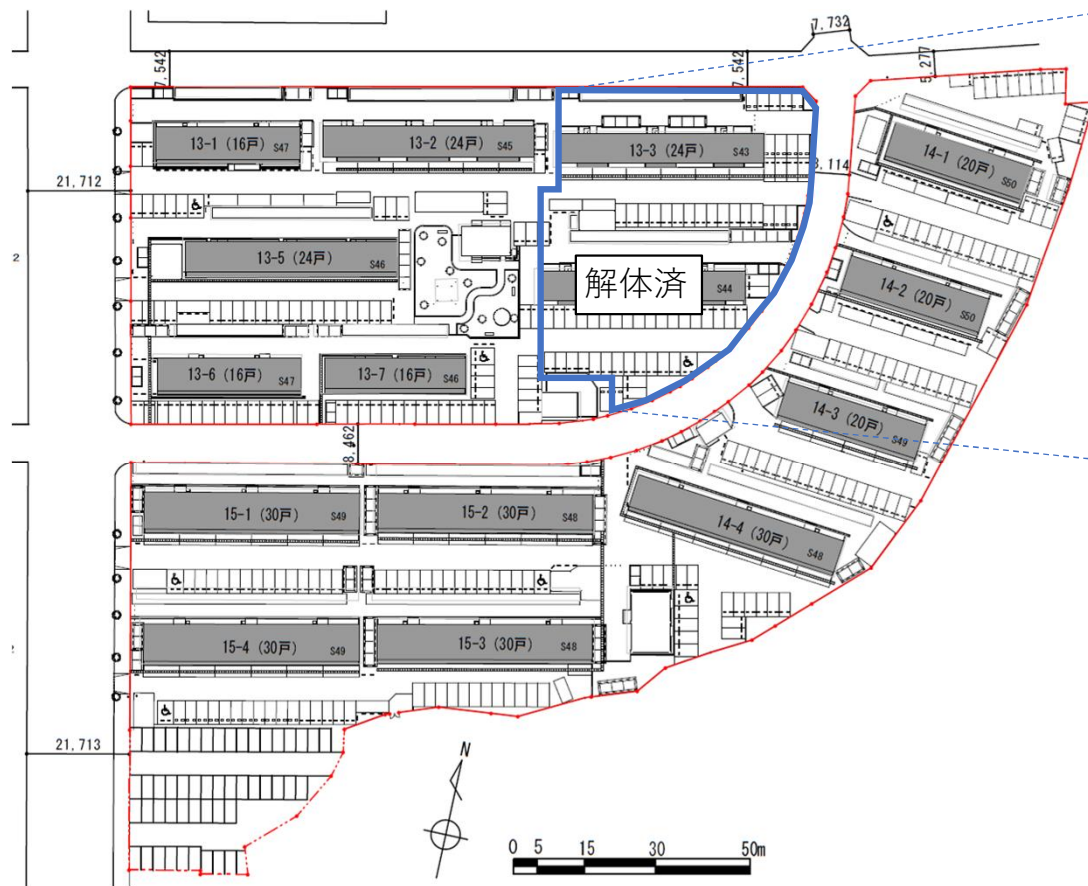 7,732
7,542
7,542
5,277
13-1 (16戸) S47
13-2 (24戸) S45
13-3 (24戸) S43
14-1 (20戸) S50
21,712
114
2
13-5 (24戸) S46
解体済
S44
14-2 (20戸) S50
13-6 (16戸) S47
13-7 (16戸) S46
14-3 (20戸) S49
8,462
15-1 (30戸) S49
15-2 (30戸) S48
14-4 (30戸) S48
15-4 (30戸) S49
15-3 (30戸) S48
21,713
N
0 5 15 30 50m